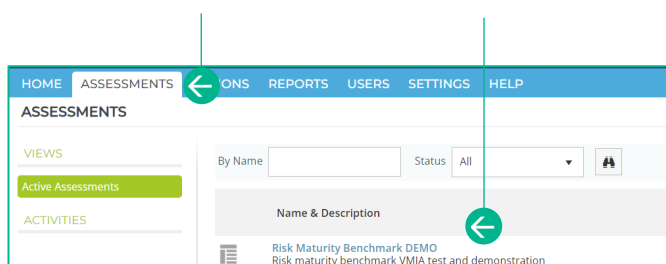 HOME ASSESSMENTS IONS REPORTS USERS SETTINGS HELP
ASSESSMENTS
VIEWS
By Name Status All
Active Assessments
Name & Description
ACTIVITIES
Risk Maturity Benchmark DEMO
Risk maturity benchmark VMIA test and demonstration